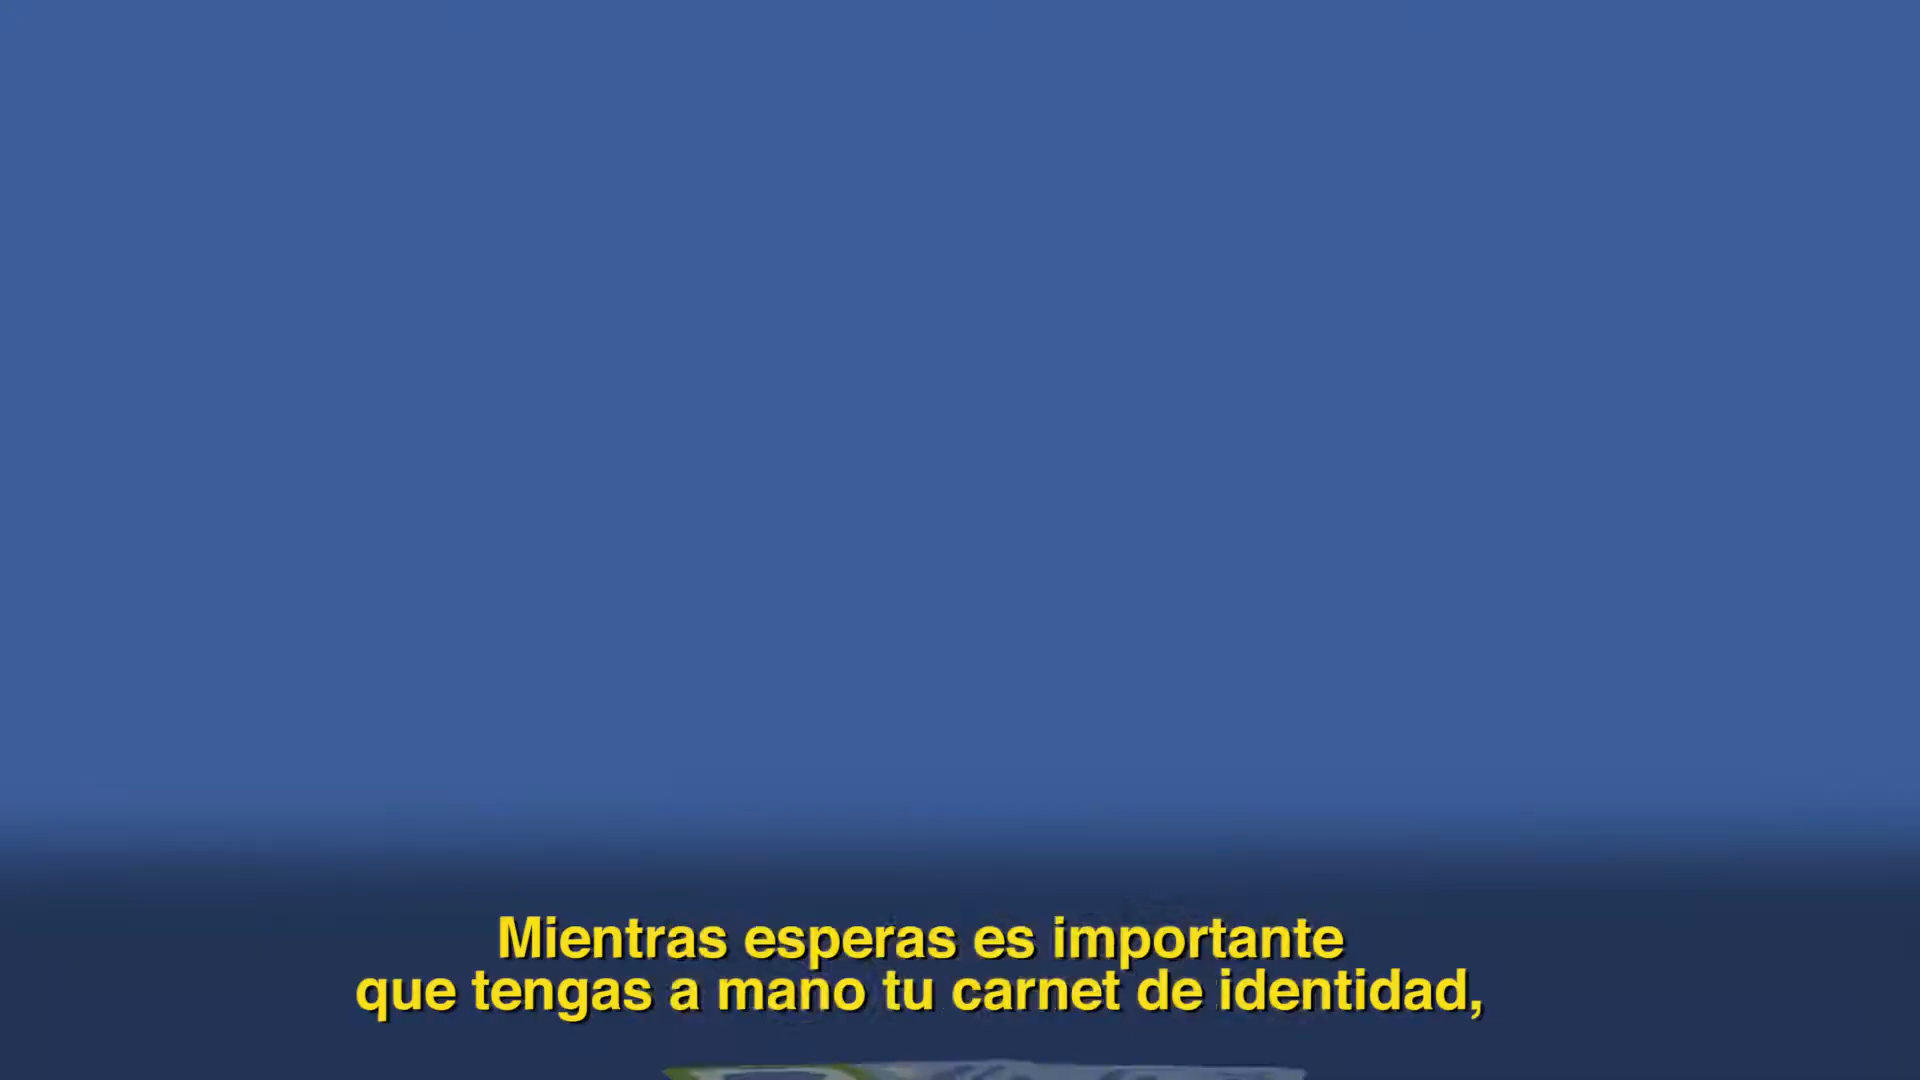 Mientras esperas es importante
que tengas a mano tu carnet de identidad,